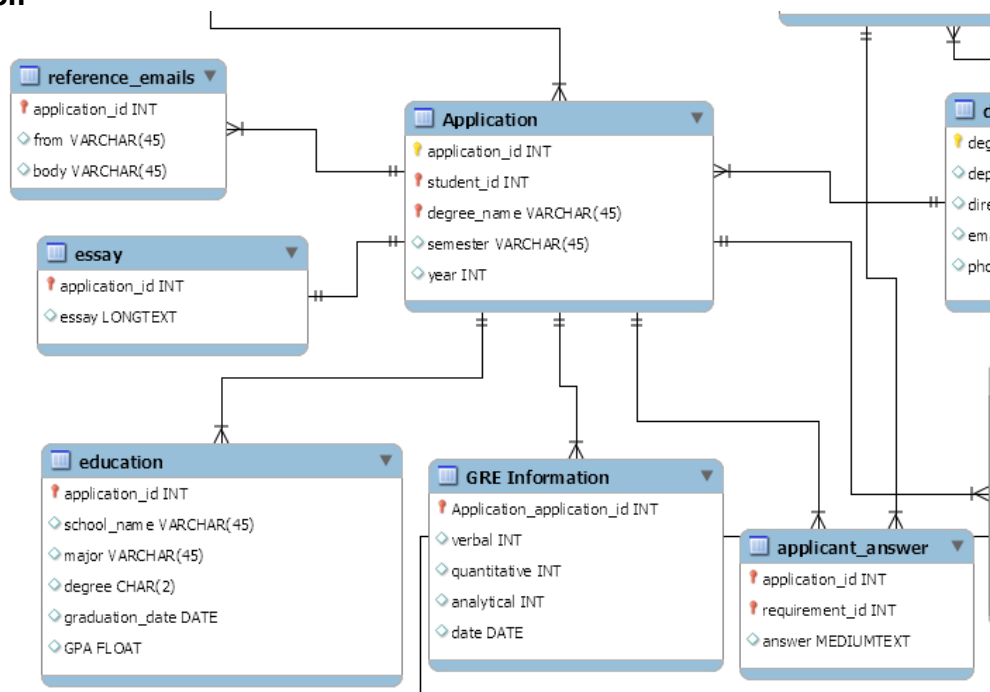 reference_emails
application_id INT
from VARCHAR(45)
body VARCHAR(45)
Application
application_id INT
student_id INT
degree_name VARCHAR(45)
semester VARCHAR(45)
year INT
essay
application_id INT
essay LONGTEXT
education
application_id INT
school_name VARCHAR(45)
major VARCHAR(45)
degree CHAR(2)
graduation_date DATE
GPA FLOAT
GRE Information
Application_application_id INT
verbal INT
quantitative INT
analytical INT
date DATE
applicant_answer
application_id INT
requirement_id INT
answer MEDIUMTEXT